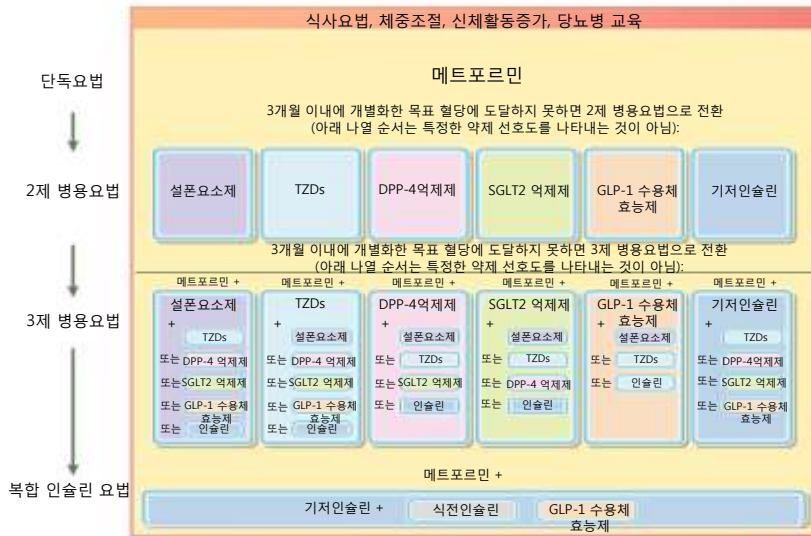 식사요법, 체중조절, 신체활동증가, 당뇨병 교육
단독요법
메트포르민
3개월 이내에 개별화한 목표 혈당에 도달하지 못하면 2제 병용요법으로 전환
(아래 나열 순서는 특정한 약제 선호도를 나타내는 것이 아님):
2제 병용요법
설폰요소제
TZDs
DPP-4억제제
SGLT2 억제제
GLP-1 수용체
효능제
기저인슐린
3개월 이내에 개별화한 목표 혈당에 도달하지 못하면 3제 병용요법으로 전환
(아래 나열 순서는 특정한 약제 선호도를 나타내는 것이 아님):
3제 병용요법
메트포르민 +
설폰요소제
+
TZDs
또는 DPP-4 억제제
또는 SGLT2 억제제
또는 GLP-1 수용체
효능제
또는 인슐린
메트포르민 +
TZDs
+
설폰요소제
또는 DPP-4 억제제
또는 SGLT2 억제제
또는 GLP-1 수용체
효능제
또는 인슐린
메트포르민 +
DPP-4억제제
+
설폰요소제
또는 TZDs
또는 SGLT2 억제제
또는 인슐린
메트포르민 +
SGLT2 억제제
+
설폰요소제
또는 TZDs
또는 DPP-4 억제제
또는 인슐린
메트포르민 +
GLP-1 수용체
효능제
+
설폰요소제
또는 TZDs
또는 인슐린
메트포르민 +
기저인슐린
+
TZDs
또는 DPP-4억제제
또는 SGLT2 억제제
또는 GLP-1 수용체
효능제
복합 인슐린 요법
메트포르민 +
기저인슐린 + 식전인슐린 GLP-1 수용체
효능제